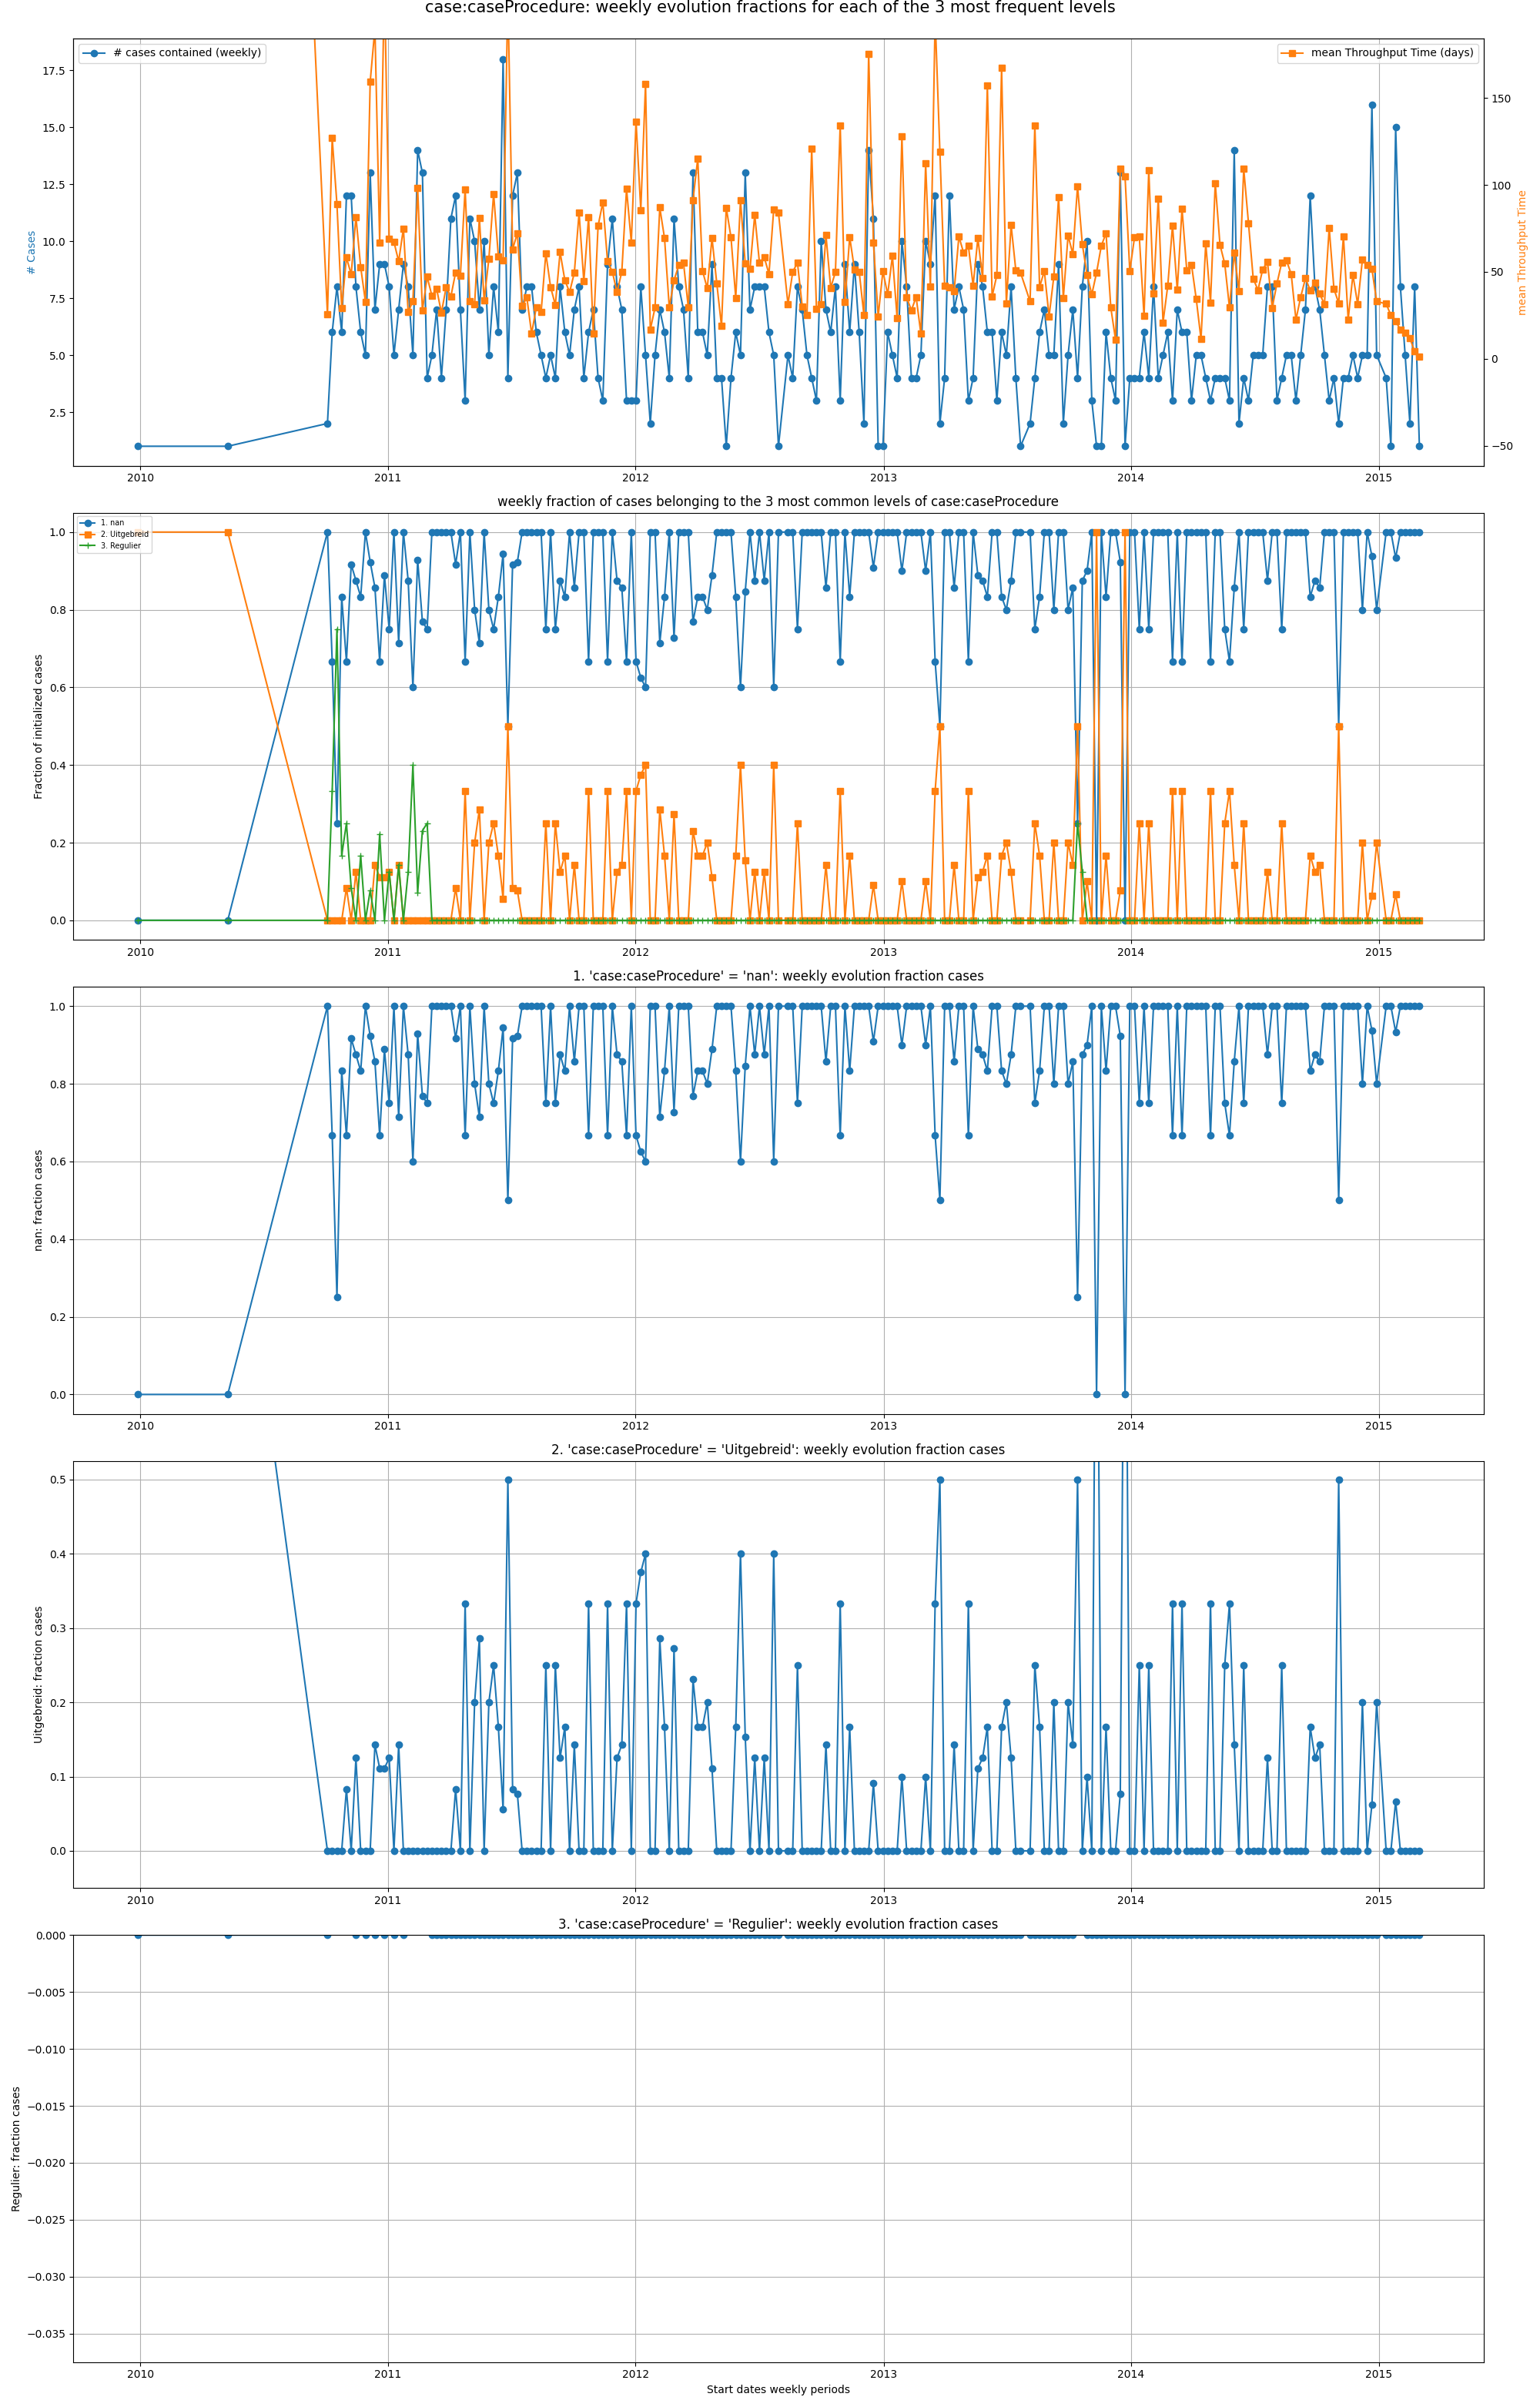 case:caseProcedure: weekly evolution fractions for each of the 3 most frequent levels
# cases contained (weekly)
mean Throughput Time (days)
17.5
15.0
12.5
10.0
7.5
5.0
2.5
# Cases
150
100
50
0
−50
mean Throughput Time
2010 2011 2012 2013 2014 2015
weekly fraction of cases belonging to the 3 most common levels of case:caseProcedure
1. nan
2. Uitgebreid
3. Regulier
1.0
0.8
0.6
0.4
0.2
0.0
Fraction of initialized cases
2010 2011 2012 2013 2014 2015
1. 'case:caseProcedure' = 'nan': weekly evolution fraction cases
1.0
0.8
0.6
0.4
0.2
0.0
nan: fraction cases
2010 2011 2012 2013 2014 2015
2. 'case:caseProcedure' = 'Uitgebreid': weekly evolution fraction cases
0.5
0.4
0.3
0.2
0.1
0.0
Uitgebreid: fraction cases
2010 2011 2012 2013 2014 2015
3. 'case:caseProcedure' = 'Regulier': weekly evolution fraction cases
0.000
−0.005
−0.010
−0.015
−0.020
−0.025
−0.030
−0.035
Regulier: fraction cases
2010 2011 2012 2013 2014 2015
Start dates weekly periods